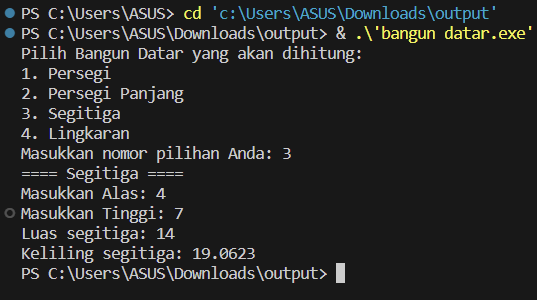 PS C:\Users\ASUS> cd 'c:\Users\ASUS\Downloads\output'
PS C:\Users\ASUS\Downloads\output> & .\'bangun datar.exe'
Pilih Bangun Datar yang akan dihitung:
1. Persegi
2. Persegi Panjang
3. Segitiga
4. Lingkaran
Masukkan nomor pilihan Anda: 3
==== Segitiga ====
Masukkan Alas: 4
Masukkan Tinggi: 7
Luas segitiga: 14
Keliling segitiga: 19.0623
PS C:\Users\ASUS\Downloads\output>